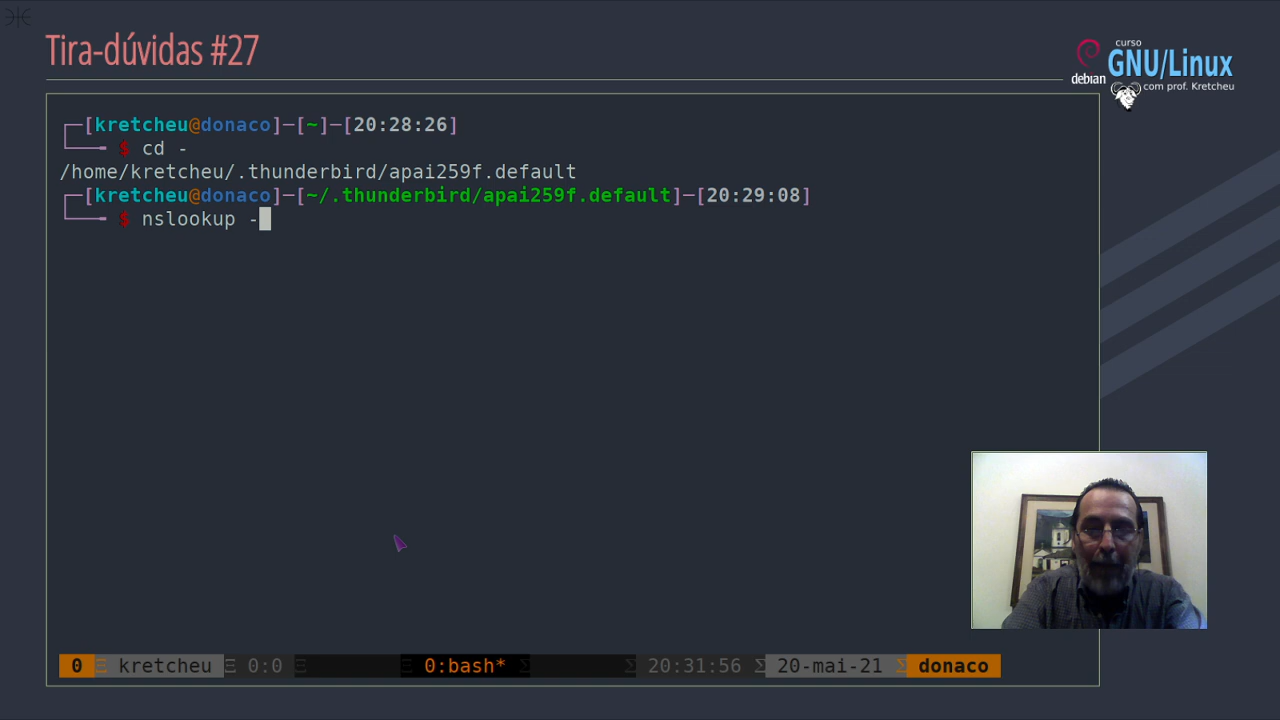 Tira-dúvidas #27
curso
GNU/Linux
debian
com prof. Kretcheu
┌─[kretcheu@donaco]─[~]─[20:28:26]
└──╼ $ cd -
/home/kretcheu/.thunderbird/apai259f.default
┌─[kretcheu@donaco]─[~/.thunderbird/apai259f.default]─[20:29:08]
└──╼ $ nslookup -
0 Ξ kretcheu Ξ 0:0 Ξ 0:bash* Σ Σ 20:31:56 Σ 20-mai-21 Σ donaco